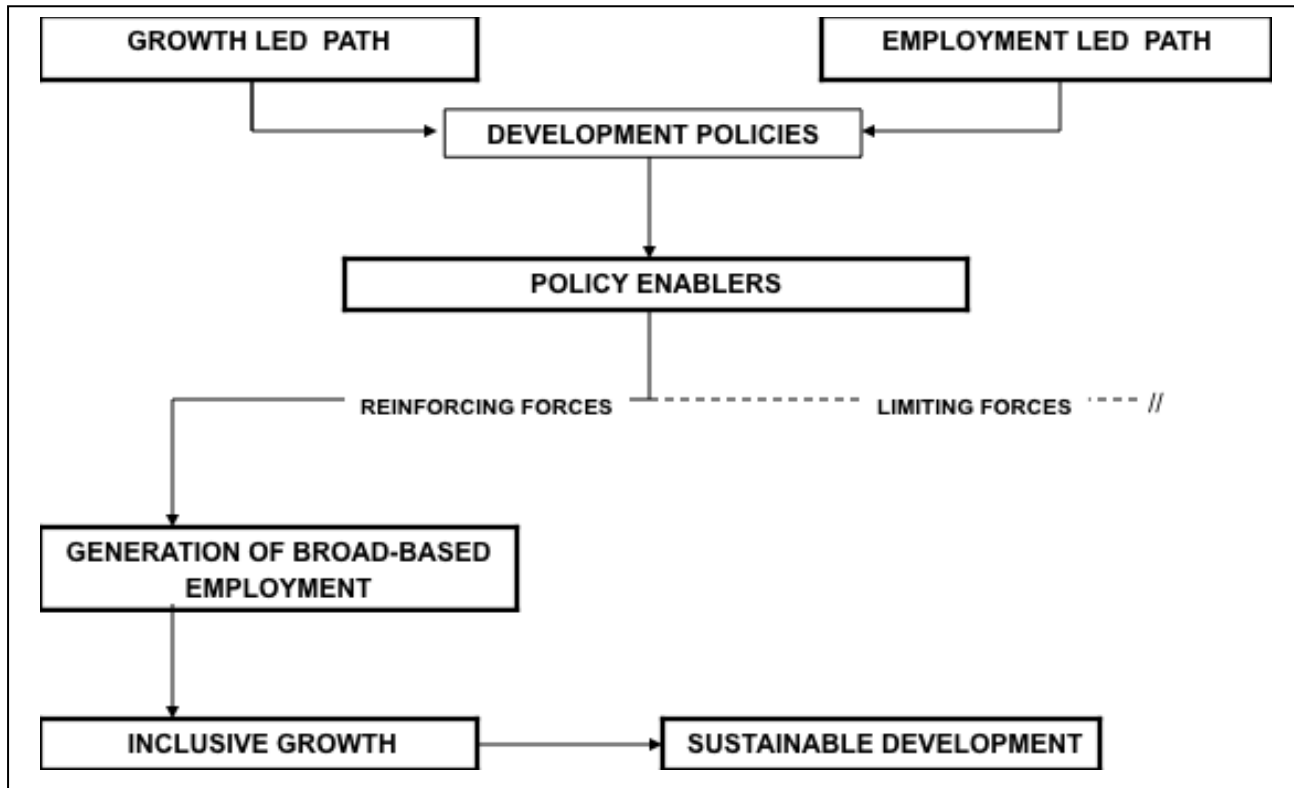 GROWTH LED PATH
EMPLOYMENT LED PATH
DEVELOPMENT POLICIES
POLICY ENABLERS
REINFORCING FORCES
LIMITING FORCES //
GENERATION OF BROAD-BASED
EMPLOYMENT
INCLUSIVE GROWTH
SUSTAINABLE DEVELOPMENT